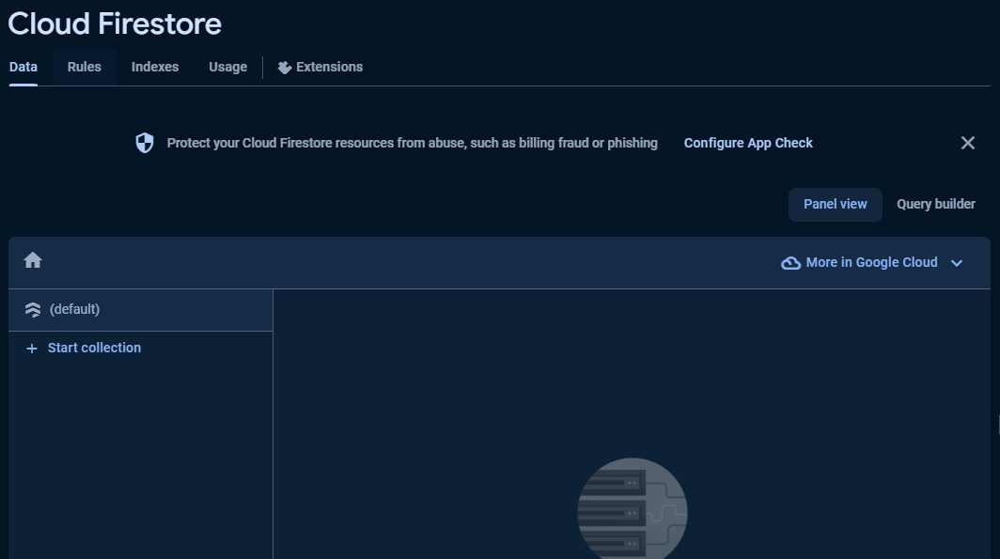 Cloud Firestore
Data Rules Indexes Usage Extensions
Protect your Cloud Firestore resources from abuse, such as billing fraud or phishing Configure App Check
Panel view Query builder
More in Google Cloud
(default)
+ Start collection